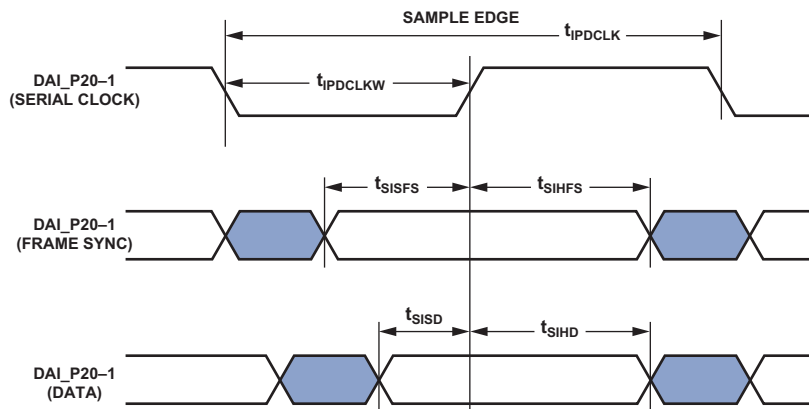 SAMPLE EDGE
tIPDCLK
DAI_P20–1
(SERIAL CLOCK)
tIPDCLKW
tSISFS
tSIHFS
DAI_P20–1
(FRAME SYNC)
tSISD
tSIHD
DAI_P20–1
(DATA)